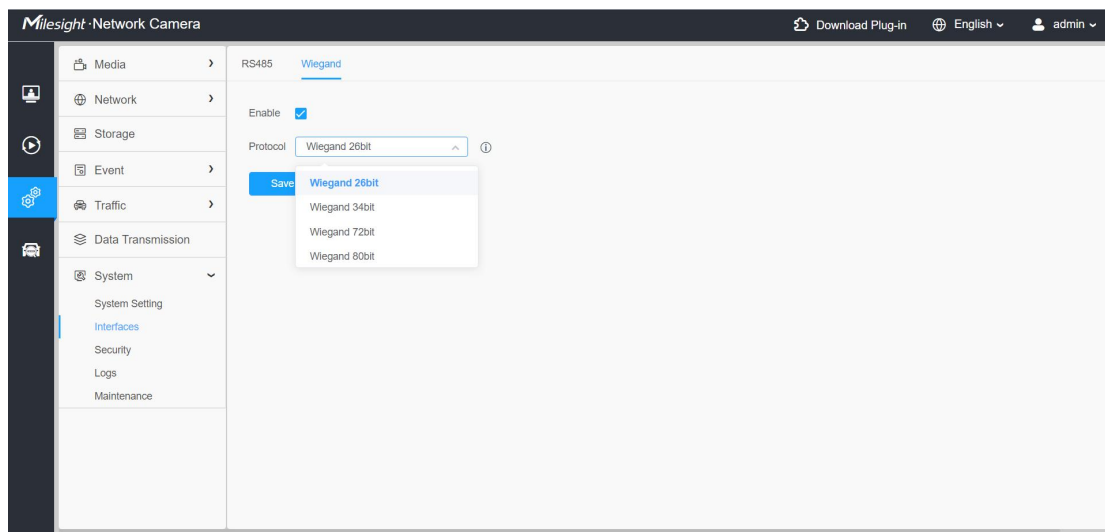 Milesight·Network Camera
Download Plug-in
English
admin
Media
Network
Storage
Event
Traffic
Data Transmission
System
System Setting
Interfaces
Security
Logs
Maintenance
RS485 Wiegand
Enable
Protocol Wiegand 26bit
Save
Wiegand 26bit
Wiegand 34bit
Wiegand 72bit
Wiegand 80bit